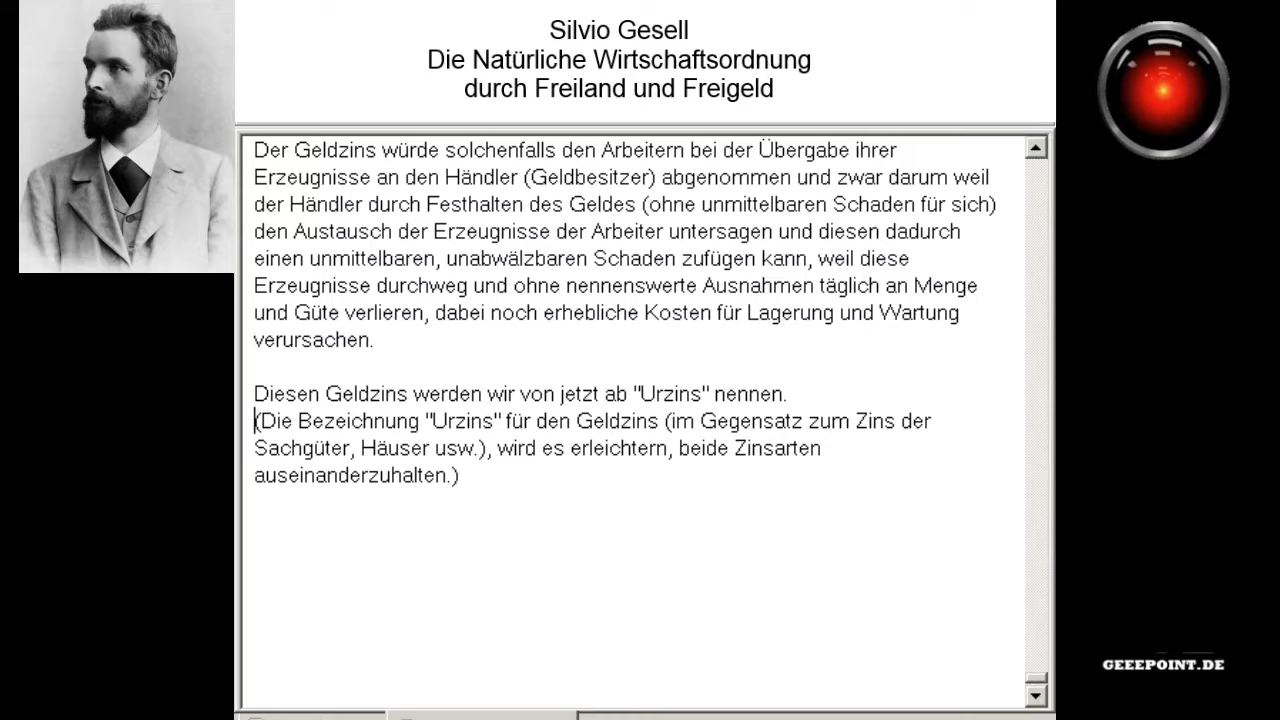 Silvio Gesell
Die Natürliche Wirtschaftsordnung
durch Freiland und Freigeld
Der Geldzins würde solchenfalls den Arbeitern bei der Übergabe ihrer
Erzeugnisse an den Händler (Geldbesitzer) abgenommen und zwar darum weil
der Händler durch Festhalten des Geldes (ohne unmittelbaren Schaden für sich)
den Austausch der Erzeugnisse der Arbeiter untersagen und diesen dadurch
einen unmittelbaren, unabwälzbaren Schaden zufügen kann, weil diese
Erzeugnisse durchweg und ohne nennenswerte Ausnahmen täglich an Menge
und Güte verlieren, dabei noch erhebliche Kosten für Lagerung und Wartung
verursachen.
Diesen Geldzins werden wir von jetzt ab "Urzins" nennen.
(Die Bezeichnung "Urzins" für den Geldzins (im Gegensatz zum Zins der
Sachgüter, Häuser usw.), wird es erleichtern, beide Zinsarten
auseinanderzuhalten.)
GEEEPOINT.DE